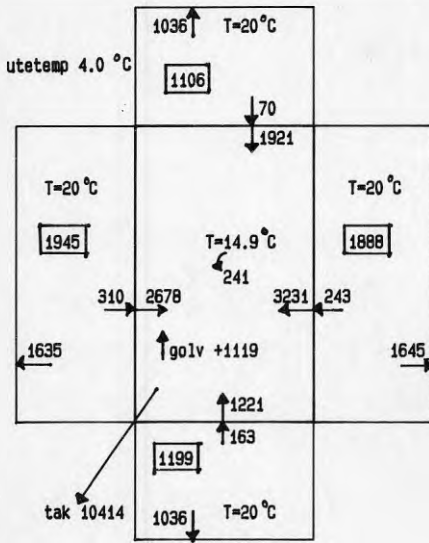 1036 T=20°C
utetemp 4.0 °C
1106
70
1921
T=20°C T=20°C
1945 T=14.9°C 1888
241
310 2678 3231 243
1635 golv +1119 1645
1221
163
1199
tak 10414 1036 T=20°C